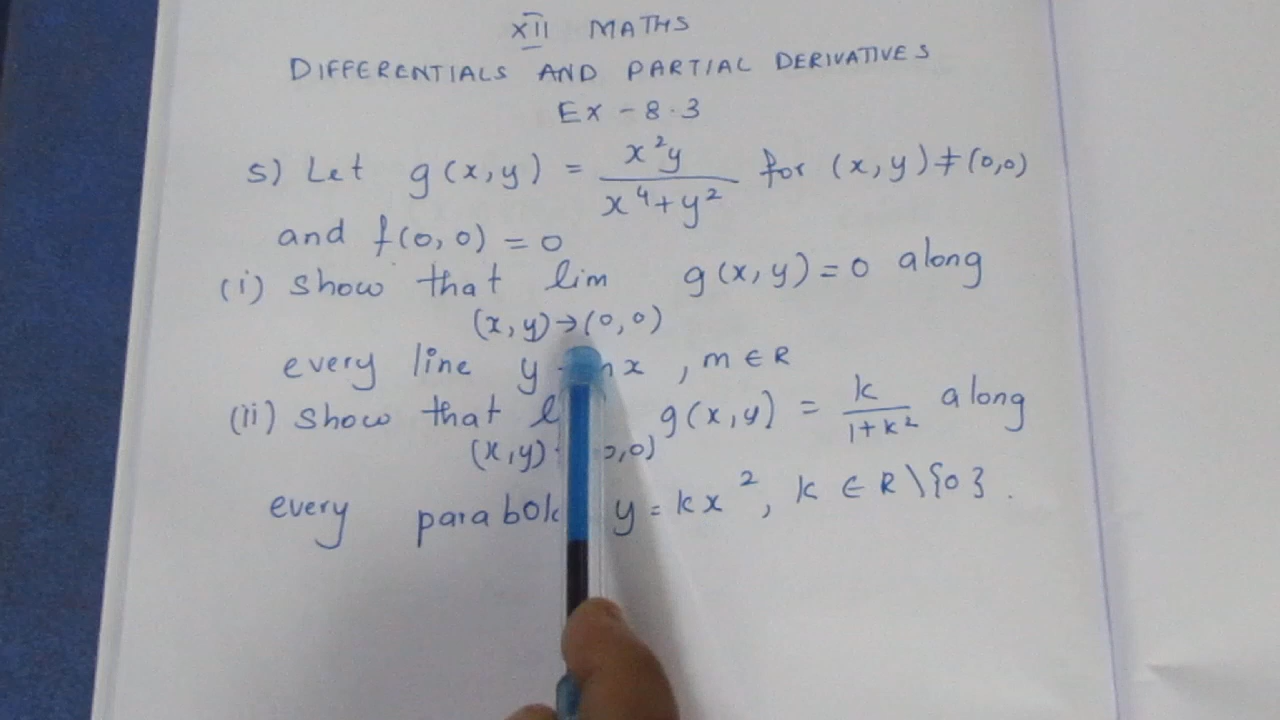 XII MATHS
DIFFERENTIALS AND PARTIAL DERIVATIVES
EX - 8.3
5) Let g(x,y) = x²y / x⁴+y² for (x,y)≠(0,0)
and f(0,0) = 0
(i) show that lim g(x,y)=0 along
(x,y)→(0,0)
every line y x , m ∈ R
(ii) show that g(x,y) = k / 1+k² along
(x,y) ,0)
every y = kx², k ∈ R\{0}.